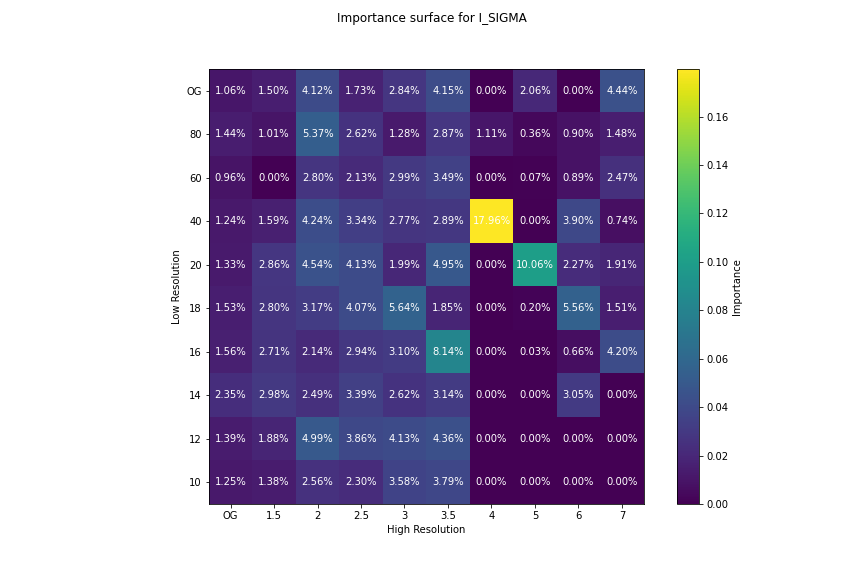 Importance surface for I_SIGMA
OG 1.06% 1.50% 4.12% 1.73% 2.84% 4.15% 0.00% 2.06% 0.00% 4.44%
80 1.44% 1.01% 5.37% 2.62% 1.28% 2.87% 1.11% 0.36% 0.90% 1.48%
60 0.96% 0.00% 2.80% 2.13% 2.99% 3.49% 0.00% 0.07% 0.89% 2.47%
40 1.24% 1.59% 4.24% 3.34% 2.77% 2.89% 17.96% 0.00% 3.90% 0.74%
20 1.33% 2.86% 4.54% 4.13% 1.99% 4.95% 0.00% 10.06% 2.27% 1.91%
18 1.53% 2.80% 3.17% 4.07% 5.64% 1.85% 0.00% 0.20% 5.56% 1.51%
16 1.56% 2.71% 2.14% 2.94% 3.10% 8.14% 0.00% 0.03% 0.66% 4.20%
14 2.35% 2.98% 2.49% 3.39% 2.62% 3.14% 0.00% 0.00% 3.05% 0.00%
12 1.39% 1.88% 4.99% 3.86% 4.13% 4.36% 0.00% 0.00% 0.00% 0.00%
10 1.25% 1.38% 2.56% 2.30% 3.58% 3.79% 0.00% 0.00% 0.00% 0.00%
OG 1.5 2 2.5 3 3.5 4 5 6 7
High Resolution
Low Resolution
0.16
0.14
0.12
0.10
0.08
0.06
0.04
0.02
0.00
Importance